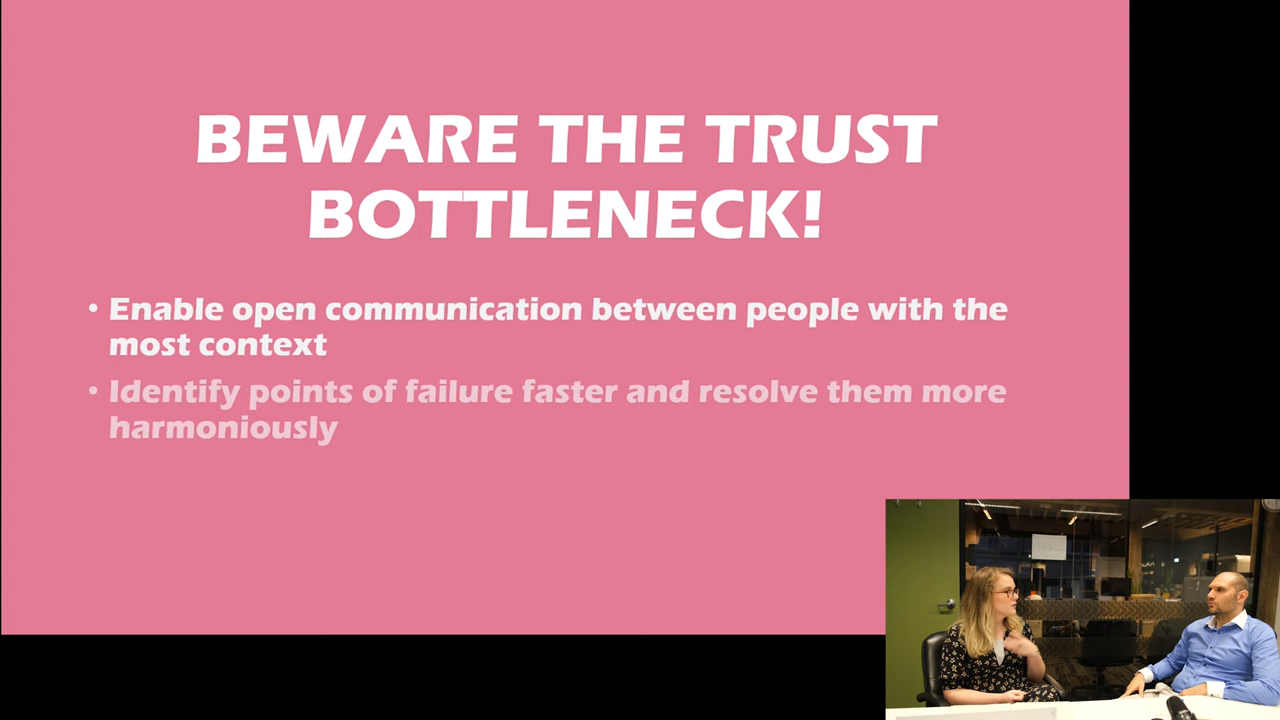 BEWARE THE TRUST
BOTTLENECK!
• Enable open communication between people with the
most context
• Identify points of failure faster and resolve them more
harmoniously